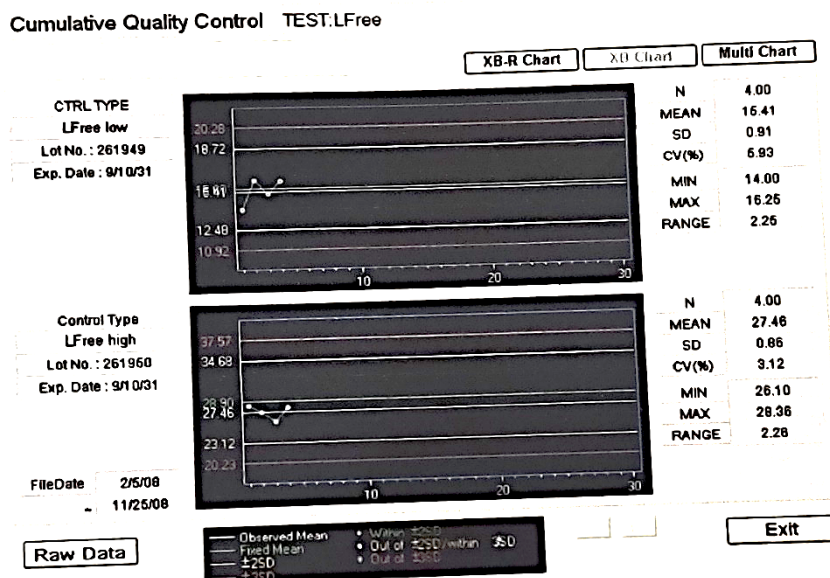 Cumulative Quality Control TEST:LFree
XB-R Chart XD Chart Multi Chart
CTRL TYPE
LFree low
Lot No. : 261949
Exp. Date : 9/10/31
20.28
18.72
12.48
10.92
10 20 30
N 4.00
MEAN 15.41
SD 0.91
CV(%) 5.93
MIN 14.00
MAX 16.25
RANGE 2.25
Control Type
LFree high
Lot No. : 261950
Exp. Date : 9/10/31
37.57
34.68
28.90
27.46
23.12
20.23
10 20 30
N 4.00
MEAN 27.46
SD 0.86
CV(%) 3.12
MIN 26.10
MAX 28.36
RANGE 2.26
FileDate 2/5/08
~ 11/25/08
Raw Data
Observed Mean
Fixed Mean
±2SD
±3SD
Within ±2SD
Out of ±2SD/within 3SD
Out of ±3SD
Exit